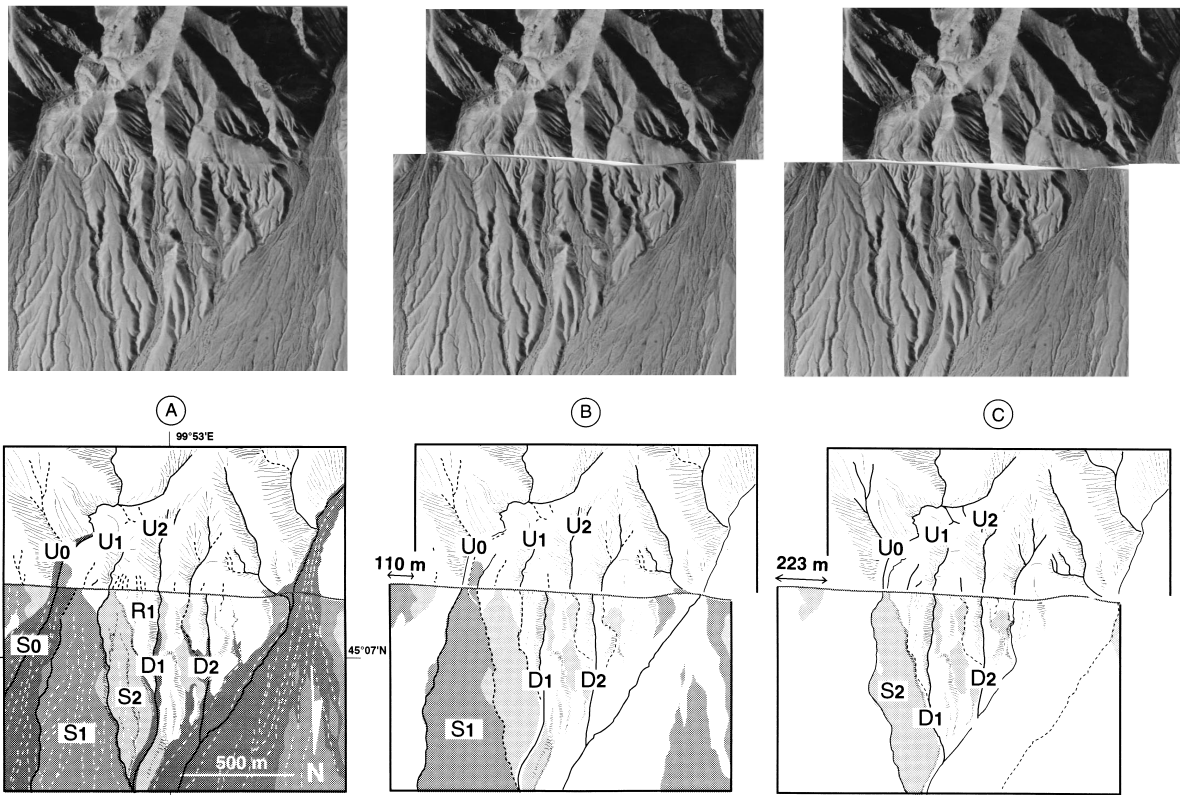 A B C
99°53'E
U2 U2 U2
U1 U1 U1
U0 U0 U0
110 m 223 m
R1
S0 45°07'N
D1 D2 D1 D2 D2
S2 S2
D1
S1 S1
500 m N